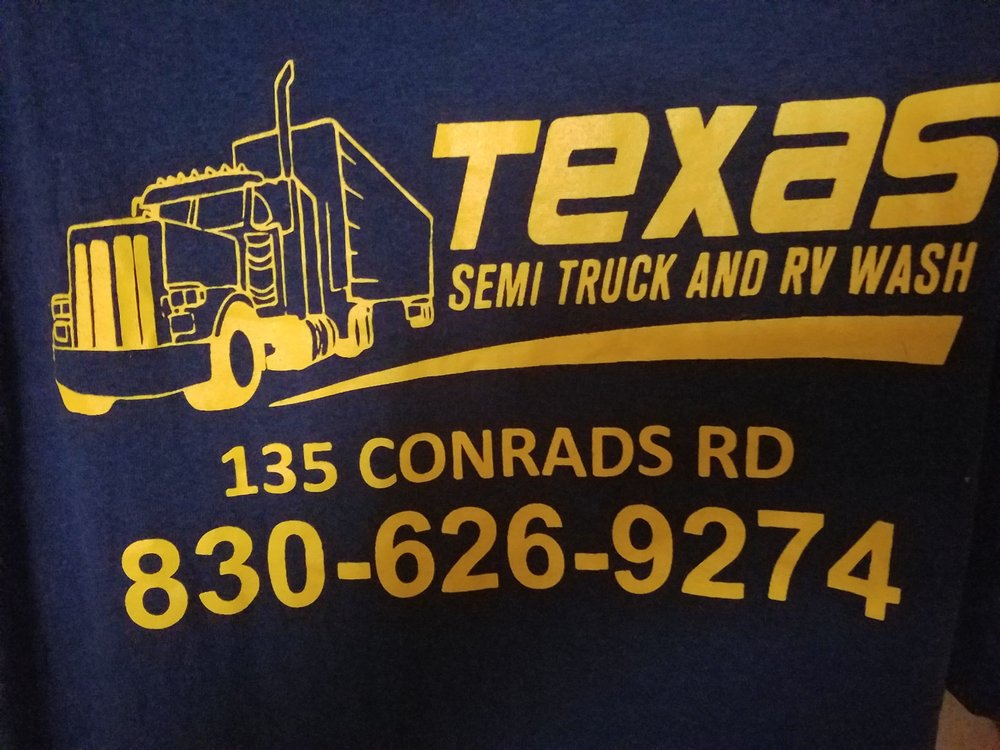 Texas
SEMI TRUCK AND RV WASH
135 CONRADS RD
830-626-9274